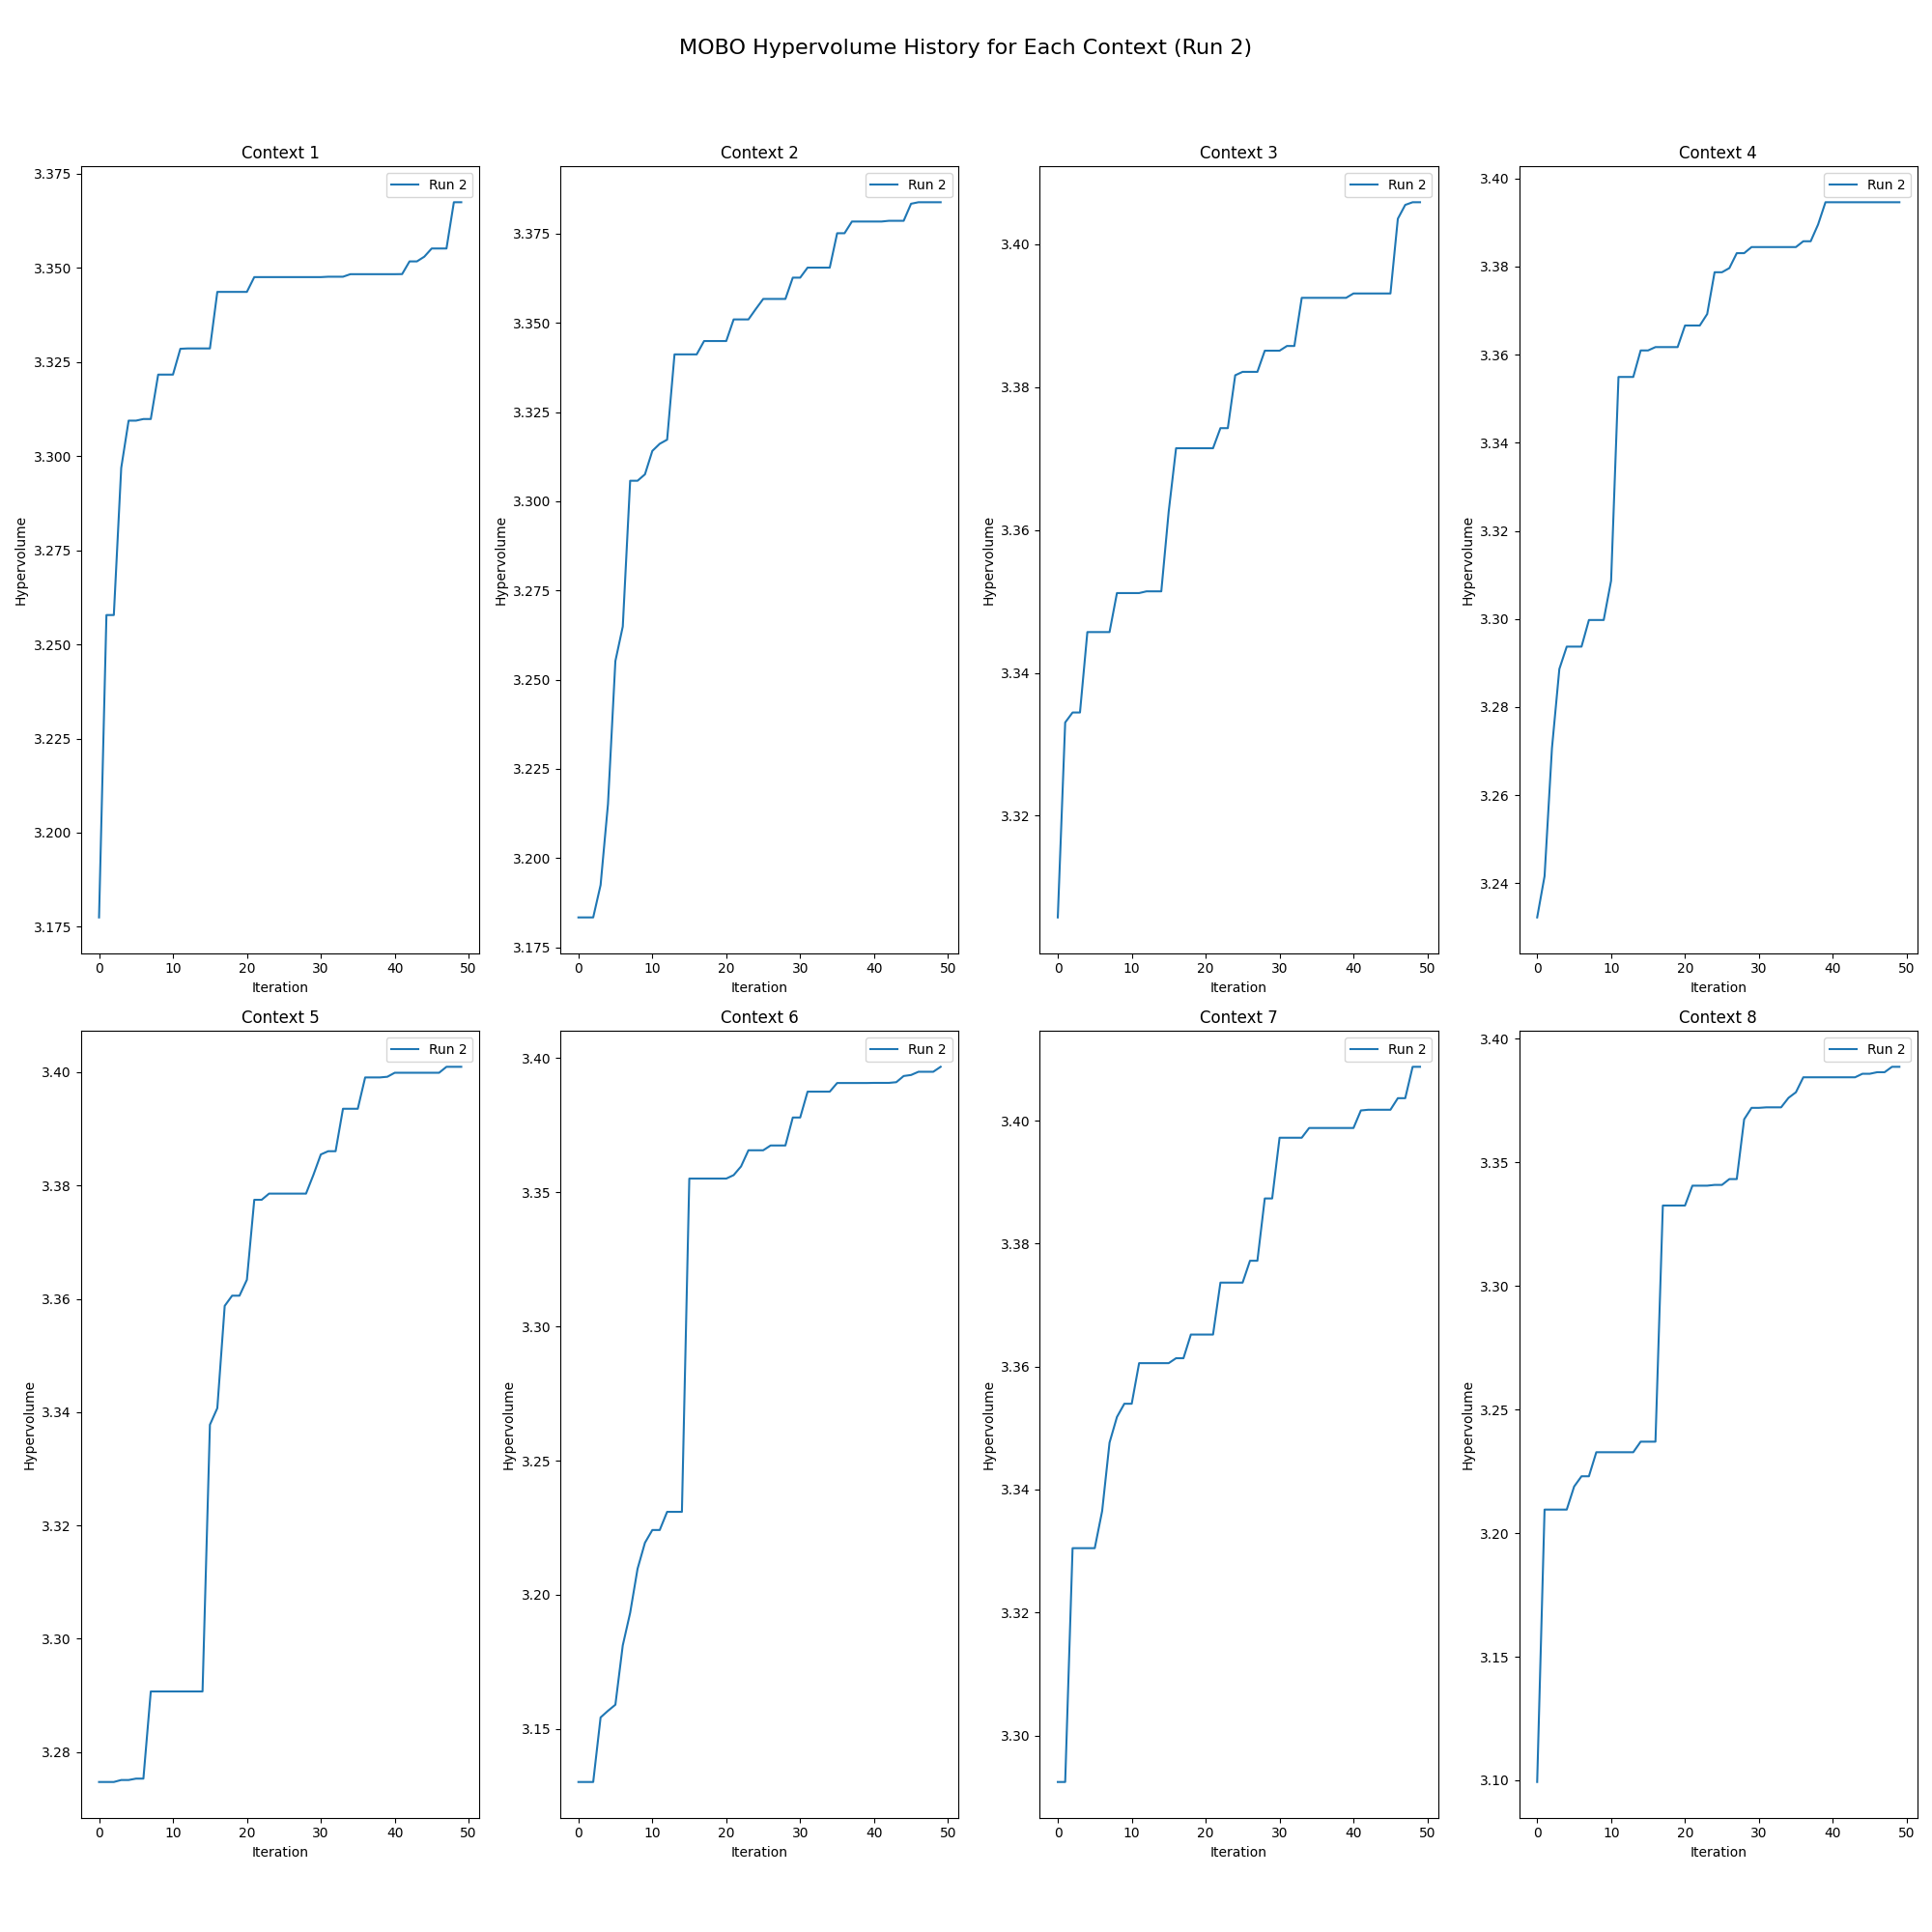 MOBO Hypervolume History for Each Context (Run 2)
Context 1
Run 2
3.375
3.350
3.325
3.300
3.275
3.250
3.225
3.200
3.175
Hypervolume
0 10 20 30 40 50
Iteration
Context 2
Run 2
3.375
3.350
3.325
3.300
3.275
3.250
3.225
3.200
3.175
Hypervolume
0 10 20 30 40 50
Iteration
Context 3
Run 2
3.40
3.38
3.36
3.34
3.32
Hypervolume
0 10 20 30 40 50
Iteration
Context 4
Run 2
3.40
3.38
3.36
3.34
3.32
3.30
3.28
3.26
3.24
Hypervolume
0 10 20 30 40 50
Iteration
Context 5
Run 2
3.40
3.38
3.36
3.34
3.32
3.30
3.28
Hypervolume
0 10 20 30 40 50
Iteration
Context 6
Run 2
3.40
3.35
3.30
3.25
3.20
3.15
Hypervolume
0 10 20 30 40 50
Iteration
Context 7
Run 2
3.40
3.38
3.36
3.34
3.32
3.30
Hypervolume
0 10 20 30 40 50
Iteration
Context 8
Run 2
3.40
3.35
3.30
3.25
3.20
3.15
3.10
Hypervolume
0 10 20 30 40 50
Iteration